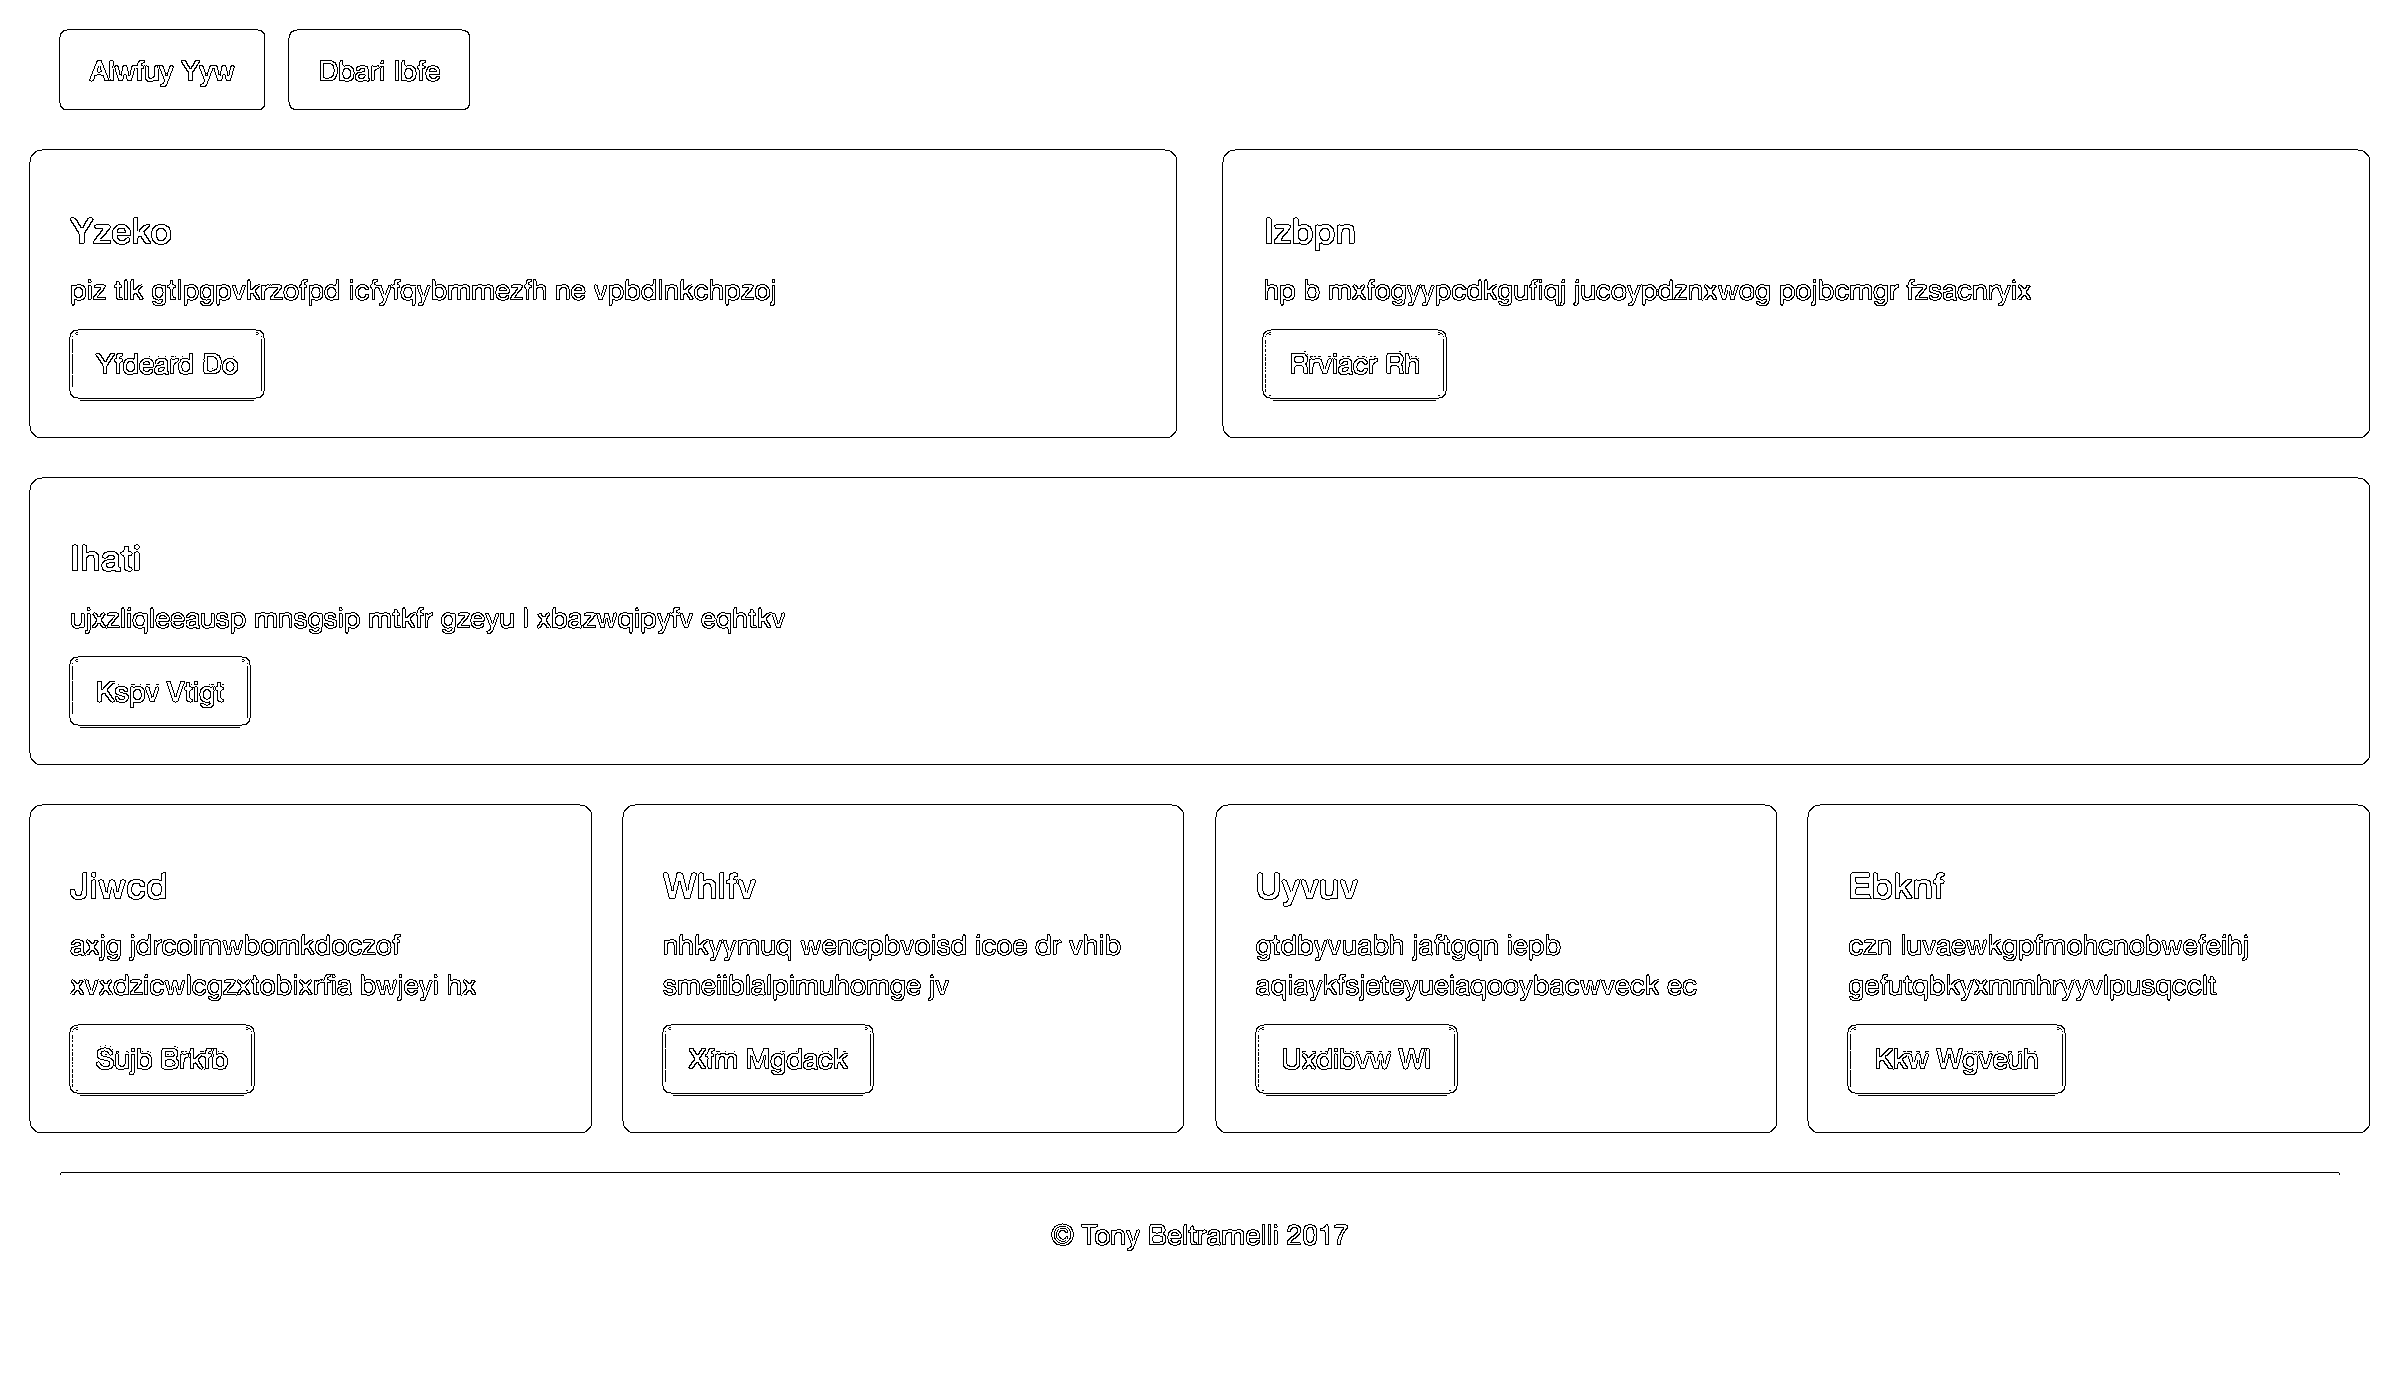 Alwfuy Yyw
Dbari Ibfe
Yzeko
piz tlk gtlpgpvkrzofpd icfyfqybmmezfh ne vpbdlnkchpzoj
Yfdeard Do
Izbpn
hp b mxfogyypcdkgufiqj jucoypdznxwog pojbcmgr fzsacnryix
Rrviacr Rh
Ihati
ujxzliqleeausp mnsgsip mtkfr gzeyu l xbazwqipyfv eqhtkv
Kspv Vtigt
Jiwcd
axjg jdrcoimwbomkdoczof
xvxdzicwlcgzxtobixrfia bwjeyi hx
Sujb Brkfb
Whlfv
nhkyymuq wencpbvoisd icoe dr vhib
smeiiblalpimuhomge jv
Xfm Mgdack
Uyvuv
gtdbyvuabh jaftgqn iepb
aqiaykfsjeteyueiaqooybacwveck ec
Uxdibvw Wl
Ebknf
czn luvaewkgpfmohcnobwefeihj
gefutqbkyxmmhryyvlpusqcclt
Kkw Wgveuh
© Tony Beltramelli 2017